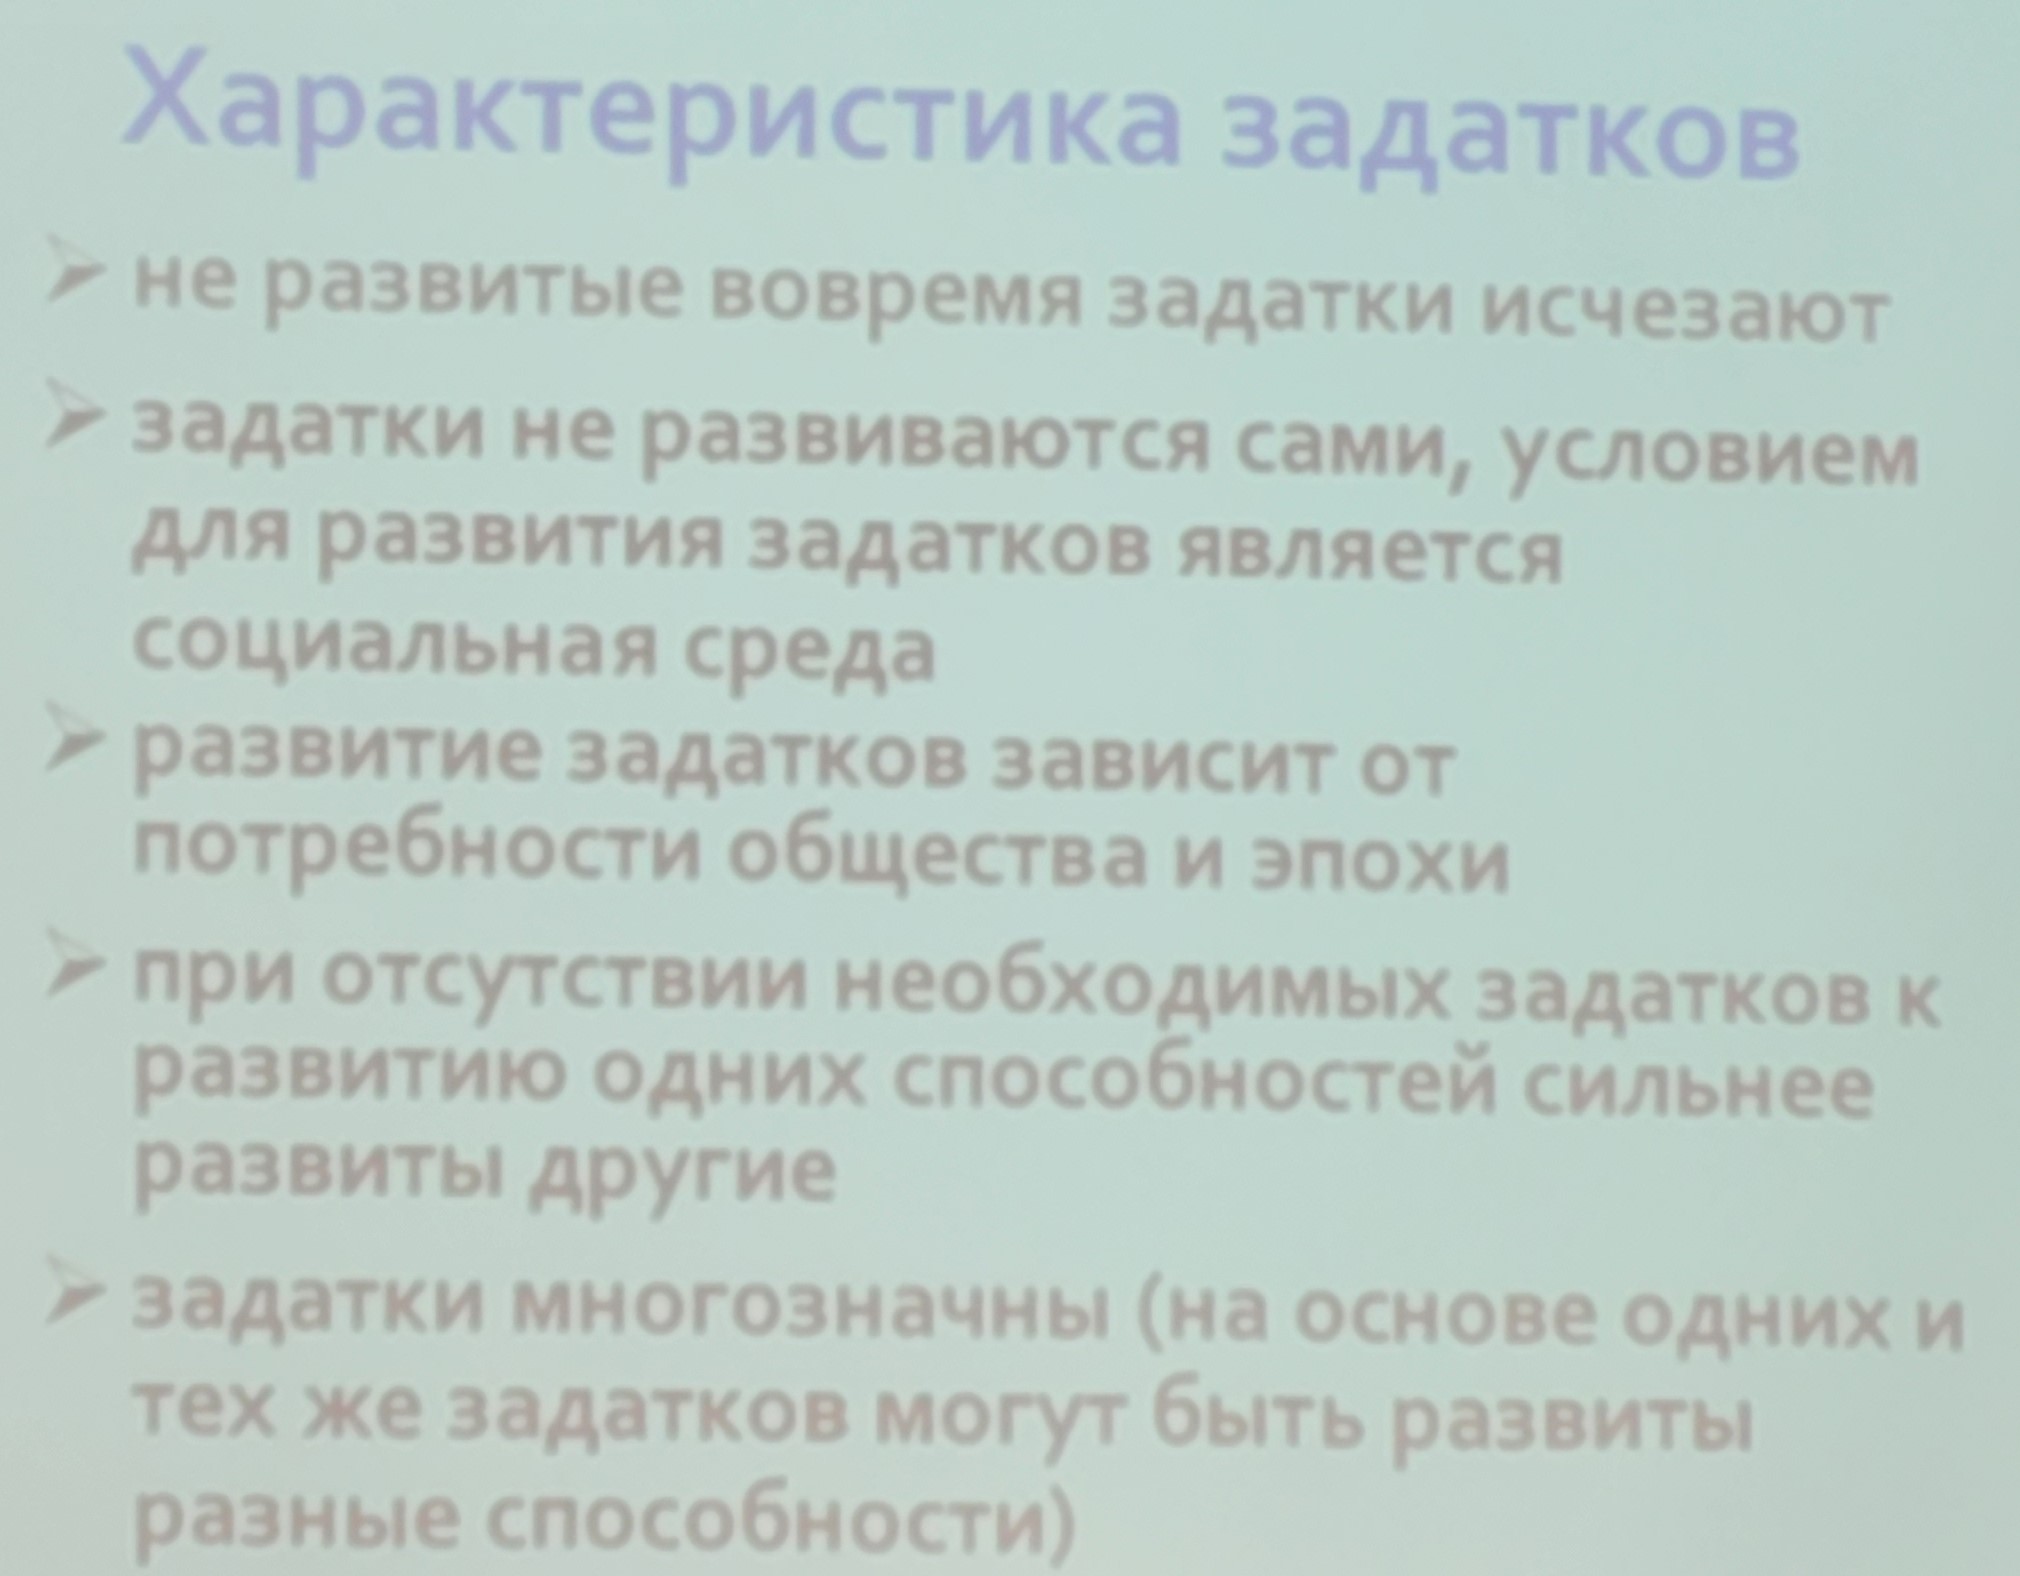 Характеристика задатков
не развитые вовремя задатки исчезают
задатки не развиваются сами, условием
для развития задатков является
социальная среда
развитие задатков зависит от
потребности общества и эпохи
при отсутствии необходимых задатков к
развитию одних способностей сильнее
развиты другие
задатки многозначны (на основе одних и
тех же задатков могут быть развиты
разные способности)